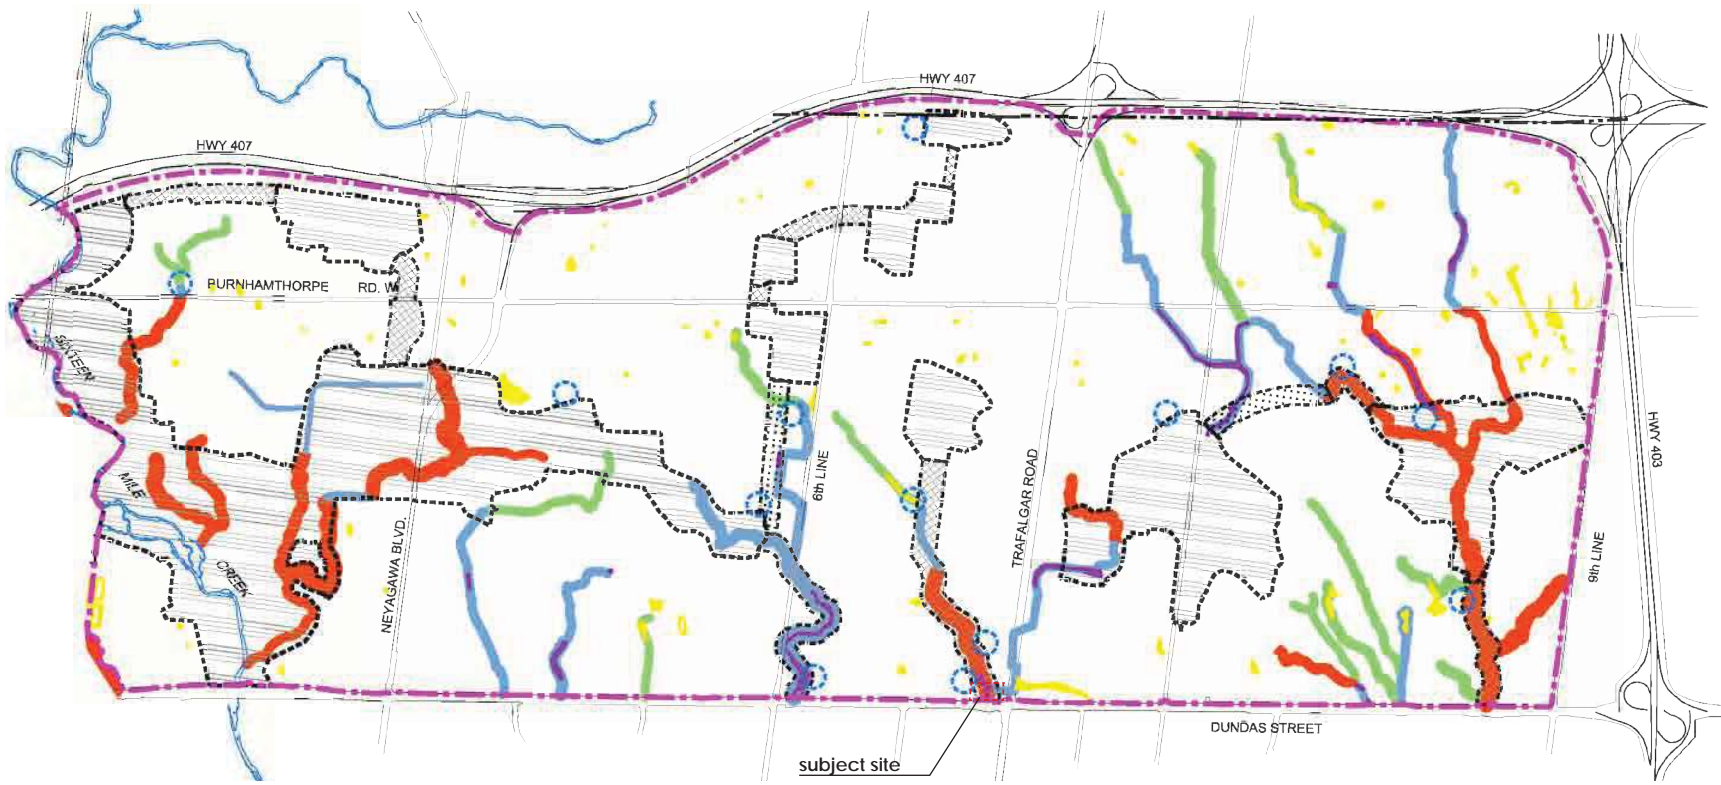 HWY 407
HWY 407
PURNHAMTHORPE RD. W
SIXTEEN
MILE
CREEK
NEYAGAWA BLVD.
6th LINE
TRAFALGAR ROAD
HWY 403
9th LINE
DUNDAS STREET
subject site